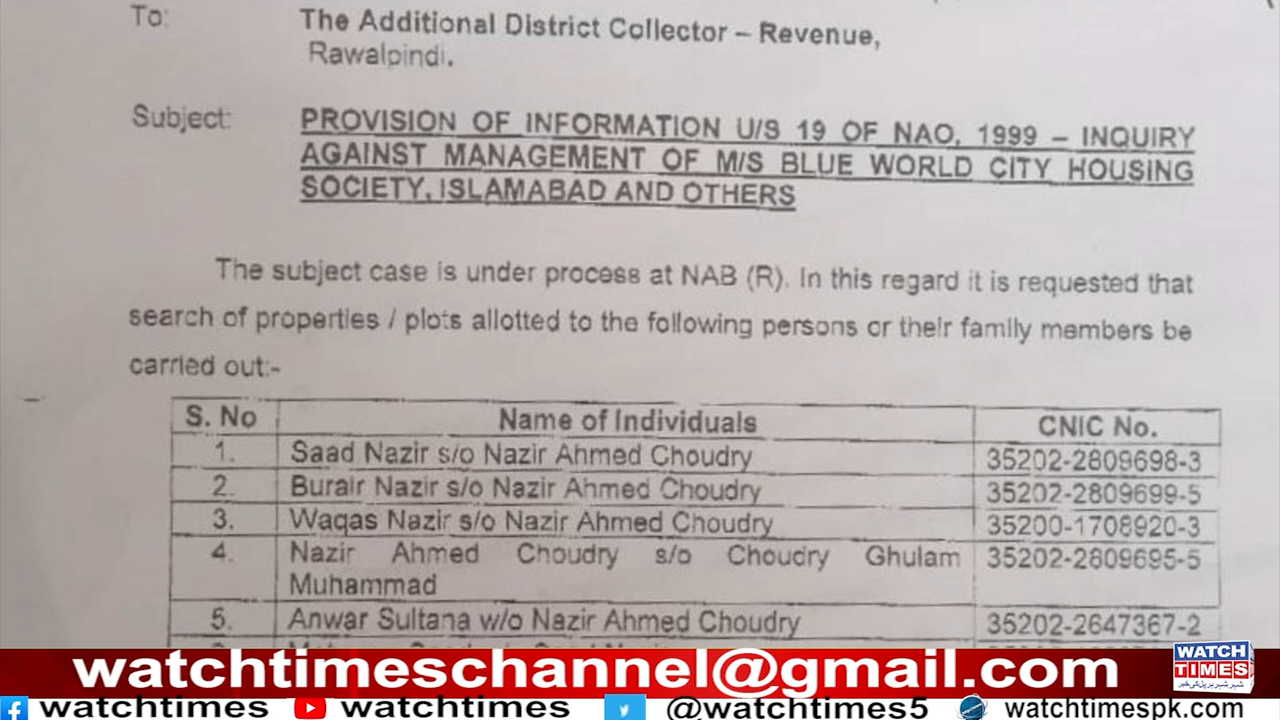 To: The Additional District Collector – Revenue,
Rawalpindi.
Subject: PROVISION OF INFORMATION U/S 19 OF NAO, 1999 – INQUIRY
AGAINST MANAGEMENT OF M/S BLUE WORLD CITY HOUSING
SOCIETY, ISLAMABAD AND OTHERS
The subject case is under process at NAB (R). In this regard it is requested that
search of properties / plots allotted to the following persons or their family members be
carried out:-
S. No Name of Individuals CNIC No.
1. Saad Nazir s/o Nazir Ahmed Choudry 35202-2809698-3
2. Burair Nazir s/o Nazir Ahmed Choudry 35202-2809699-5
3. Waqas Nazir s/o Nazir Ahmed Choudry 35200-1708920-3
4. Nazir Ahmed Choudry s/o Choudry Ghulam 35202-2809695-5
Muhammad
5. Anwar Sultana w/o Nazir Ahmed Choudry 35202-2647367-2
watchtimeschannel@gmail.com
WATCH
TIMES
watchtimes watchtimes @watchtimes5 watchtimespk.com